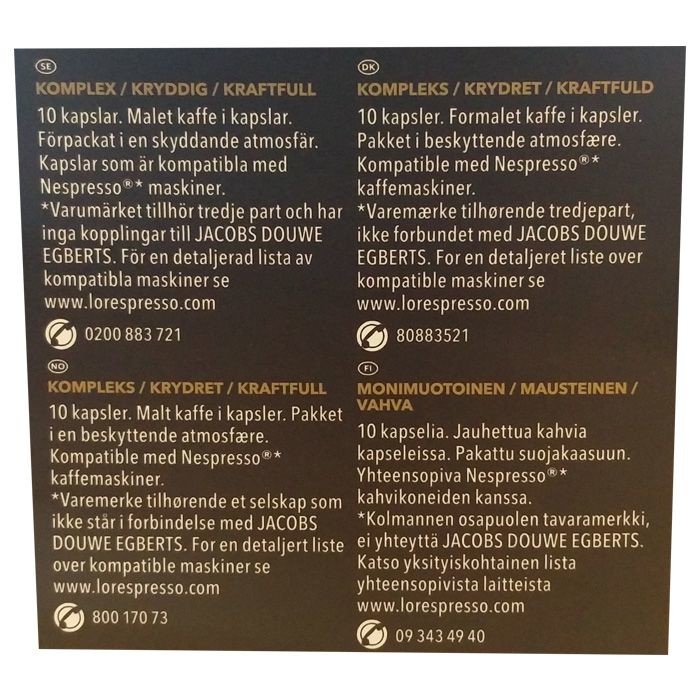 SE
KOMPLEX / KRYDDIG / KRAFTFULL
10 kapslar. Malet kaffe i kapslar.
Förpackat i en skyddande atmosfär.
Kapslar som är kompatibla med
Nespresso®* maskiner.
*Varumärket tillhör tredje part och har
inga kopplingar till JACOBS DOUWE
EGBERTS. För en detaljerad lista av
kompatibla maskiner se
www.lorespresso.com
0200 883 721
DK
KOMPLEKS / KRYDRET / KRAFTFULD
10 kapsler. Formalet kaffe i kapsler.
Pakket i beskyttende atmosfære.
Kompatible med Nespresso®*
kaffemaskiner.
*Varemærke tilhørende tredjepart,
ikke forbundet med JACOBS DOUWE
EGBERTS. For en detaljeret liste over
kompatible maskiner se
www.lorespresso.com
80883521
NO
KOMPLEKS / KRYDRET / KRAFTFULL
10 kapsler. Malt kaffe i kapsler. Pakket
i en beskyttende atmosfære.
Kompatible med Nespresso®*
kaffemaskiner.
*Varemerke tilhørende et selskap som
ikke står i forbindelse med JACOBS
DOUWE EGBERTS. For en detaljert liste
over kompatible maskiner se
www.lorespresso.com
800 170 73
FI
MONIMUOTOINEN / MAUSTEINEN /
VAHVA
10 kapselia. Jauhettua kahvia
kapseleissa. Pakattu suojakaasuun.
Yhteensopiva Nespresso®*
kahvikoneiden kanssa.
*Kolmannen osapuolen tavaramerkki,
ei yhteyttä JACOBS DOUWE EGBERTS.
Katso yksityiskohtainen lista
yhteensopivista laitteista
www.lorespresso.com
09 343 49 40